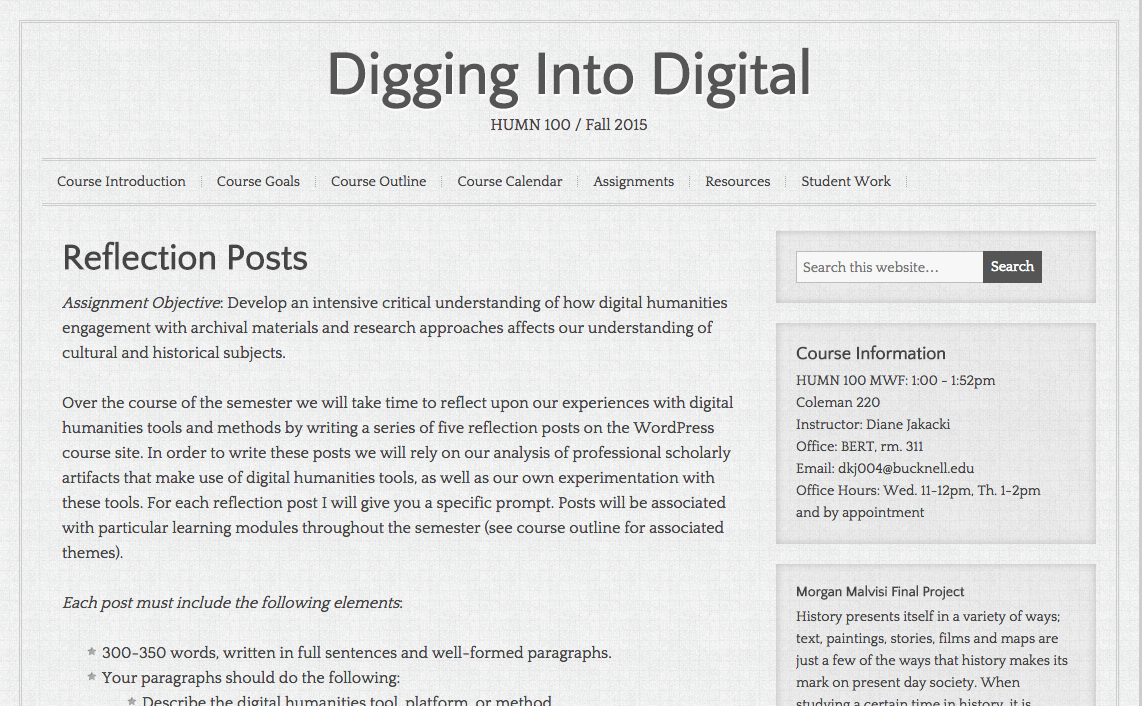 Digging Into Digital
HUMN 100 / Fall 2015
Course Introduction
Course Goals
Course Outline
Course Calendar
Assignments
Resources
Student Work
Reflection Posts
Assignment Objective: Develop an intensive critical understanding of how digital humanities
engagement with archival materials and research approaches affects our understanding of
cultural and historical subjects.
Over the course of the semester we will take time to reflect upon our experiences with digital
humanities tools and methods by writing a series of five reflection posts on the WordPress
course site. In order to write these posts we will rely on our analysis of professional scholarly
artifacts that make use of digital humanities tools, as well as our own experimentation with
these tools. For each reflection post I will give you a specific prompt. Posts will be associated
with particular learning modules throughout the semester (see course outline for associated
themes).
Each post must include the following elements:
300-350 words, written in full sentences and well-formed paragraphs.
Your paragraphs should do the following:
Describe the digital humanities tool, platform, or method
Search this website...
Search
Course Information
HUMN 100 MWF: 1:00 - 1:52pm
Coleman 220
Instructor: Diane Jakacki
Office: BERT, rm. 311
Email: dkj004@bucknell.edu
Office Hours: Wed. 11-12pm, Th. 1-2pm
and by appointment
Morgan Malvisi Final Project
History presents itself in a variety of ways;
text, paintings, stories, films and maps are
just a few of the ways that history makes its
mark on present day society. When
studying a certain time in history, it is